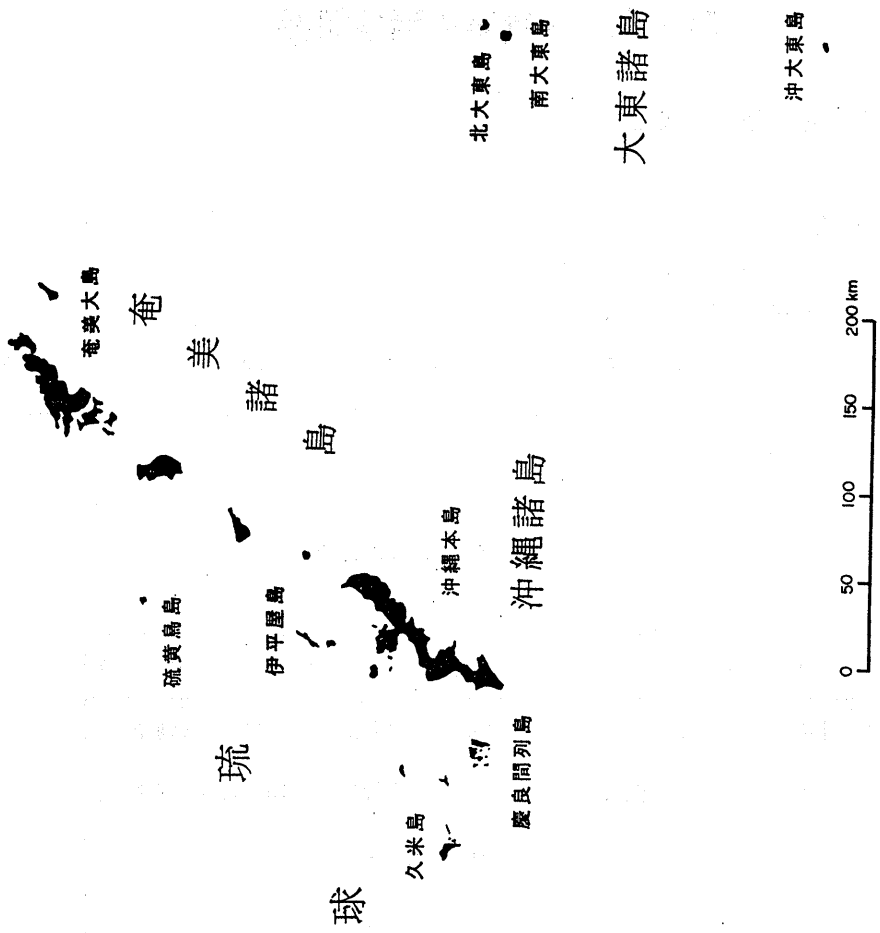 北大東島
南大東島
大東諸島
沖大東島
奄美大島
奄美諸島
硫黄鳥島
伊平屋島
沖縄本島
沖縄諸島
琉球
久米島
慶良間列島
0 50 100 150 200 km